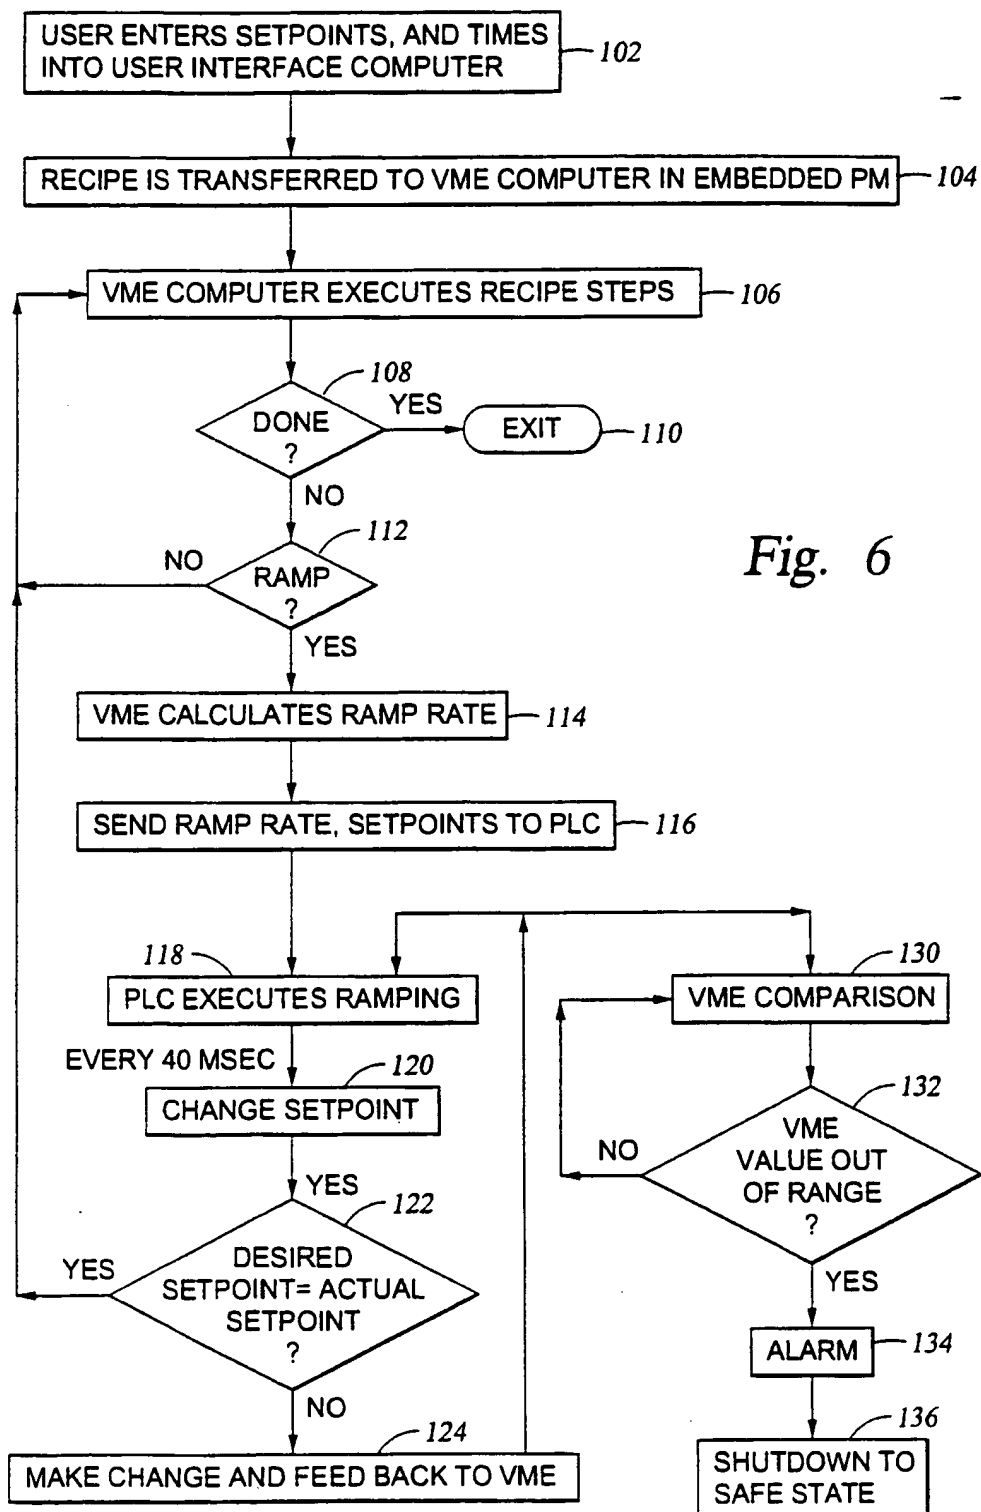 USER ENTERS SETPOINTS, AND TIMES
INTO USER INTERFACE COMPUTER
102
RECIPE IS TRANSFERRED TO VME COMPUTER IN EMBEDDED PM
104
VME COMPUTER EXECUTES RECIPE STEPS
106
108
DONE
?
YES
EXIT
110
NO
112
RAMP
?
NO
YES
Fig. 6
VME CALCULATES RAMP RATE
114
SEND RAMP RATE, SETPOINTS TO PLC
116
118
PLC EXECUTES RAMPING
EVERY 40 MSEC
120
CHANGE SETPOINT
YES
122
DESIRED
SETPOINT= ACTUAL
SETPOINT
?
YES
NO
124
MAKE CHANGE AND FEED BACK TO VME
130
VME COMPARISON
132
VME
VALUE OUT
OF RANGE
?
NO
YES
ALARM
134
136
SHUTDOWN TO
SAFE STATE